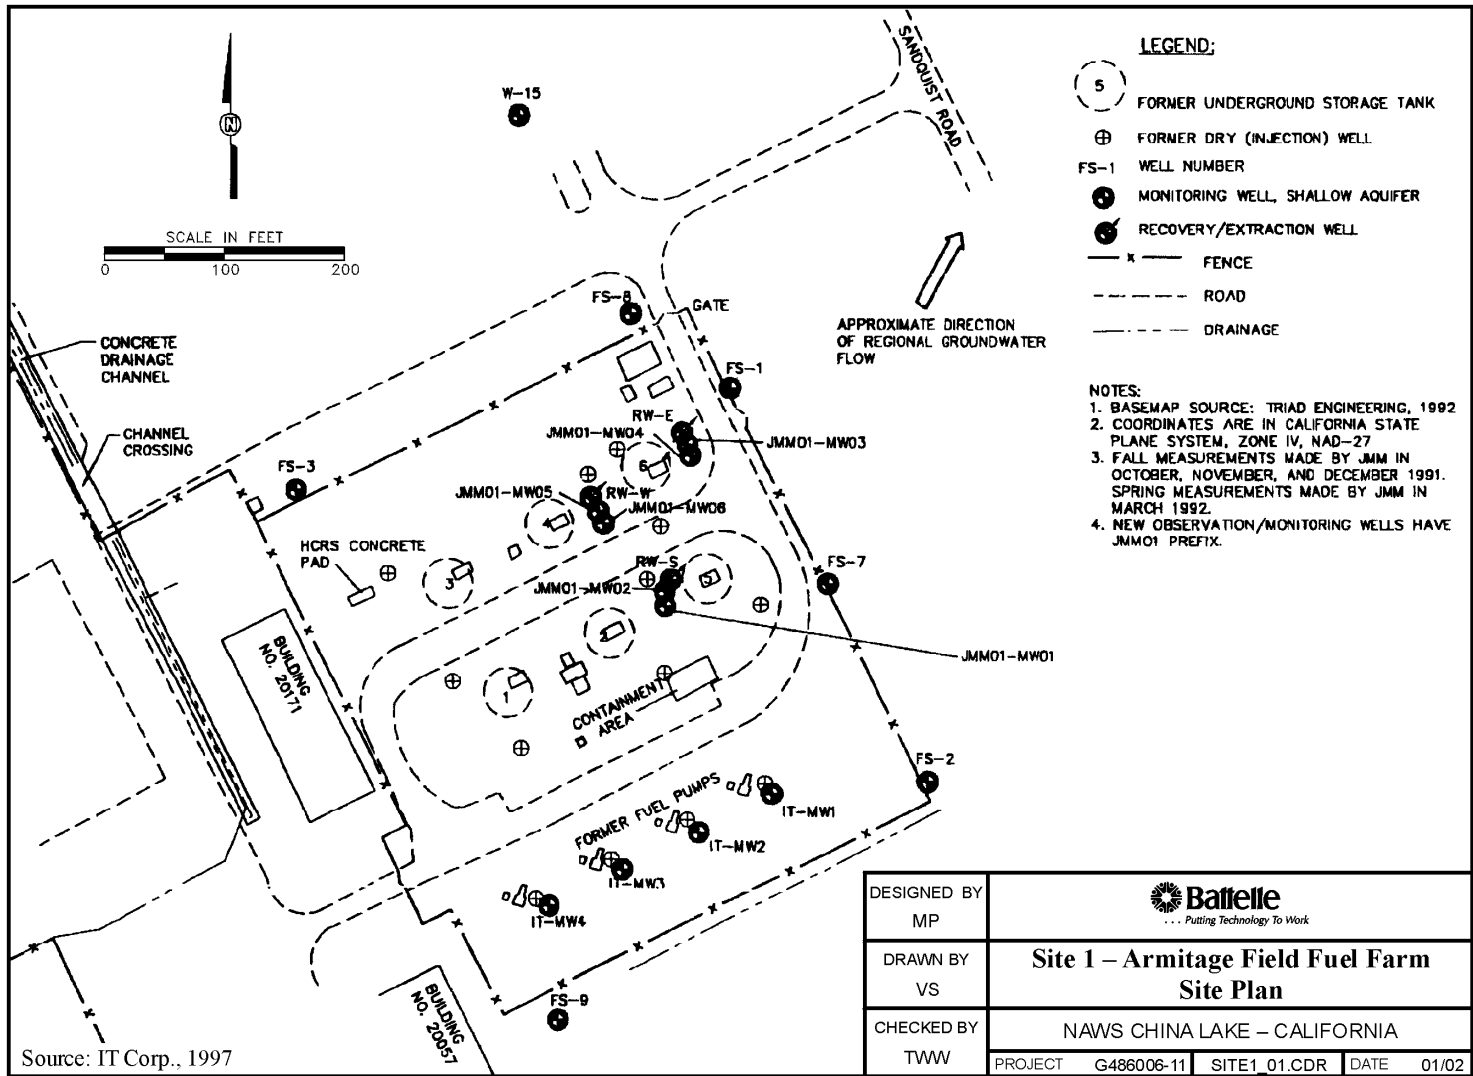 W-15
SANDQUIST ROAD
N
SCALE IN FEET
0 100 200
LEGEND:
5
FORMER UNDERGROUND STORAGE TANK
FORMER DRY (INJECTION) WELL
FS-1 WELL NUMBER
MONITORING WELL, SHALLOW AQUIFER
RECOVERY/EXTRACTION WELL
x FENCE
ROAD
DRAINAGE
APPROXIMATE DIRECTION
OF REGIONAL GROUNDWATER
FLOW
NOTES:
1. BASEMAP SOURCE: TRIAD ENGINEERING, 1992
2. COORDINATES ARE IN CALIFORNIA STATE
PLANE SYSTEM, ZONE IV, NAD-27
3. FALL MEASUREMENTS MADE BY JMM IN
OCTOBER, NOVEMBER, AND DECEMBER 1991.
SPRING MEASUREMENTS MADE BY JMM IN
MARCH 1992.
4. NEW OBSERVATION/MONITORING WELLS HAVE
JMM01 PREFIX.
CONCRETE
DRAINAGE
CHANNEL
CHANNEL
CROSSING
FS-8
GATE
FS-1
RW-E
JMM01-MW04
JMM01-MW03
6
FS-3
JMM01-MW05
RW-W
JMM01-MW06
4
HCRS CONCRETE
PAD
3
RW-S
JMM01-MW02
5
FS-7
2
JMM01-MW01
BUILDING
NO. 20171
1
CONTAINMENT
AREA
FS-2
FORMER FUEL PUMPS
IT-MW1
IT-MW2
IT-MW3
IT-MW4
FS-9
BUILDING
NO. 20057
Source: IT Corp., 1997
DESIGNED BY
MP
DRAWN BY
VS
CHECKED BY
TWW
Battelle
. . . Putting Technology To Work
Site 1 – Armitage Field Fuel Farm
Site Plan
NAWS CHINA LAKE – CALIFORNIA
PROJECT G486006-11 SITE1_01.CDR DATE 01/02